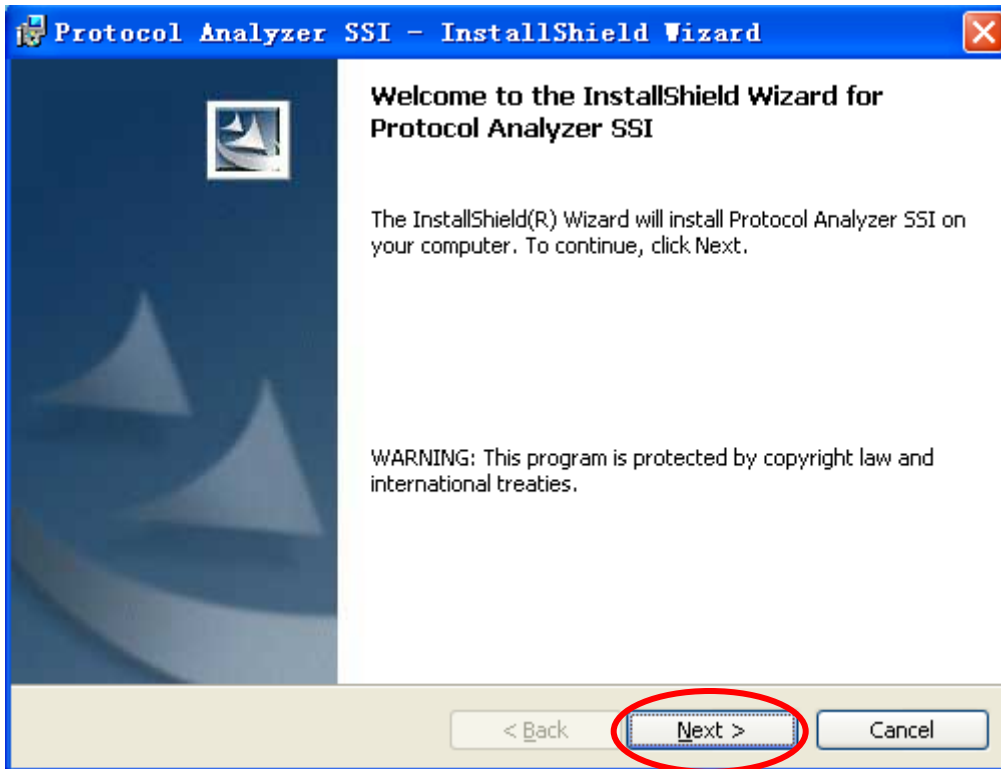 Protocol Analyzer SSI - InstallShield Wizard
Welcome to the InstallShield Wizard for
Protocol Analyzer SSI
The InstallShield(R) Wizard will install Protocol Analyzer SSI on
your computer. To continue, click Next.
WARNING: This program is protected by copyright law and
international treaties.
< Back
Next >
Cancel